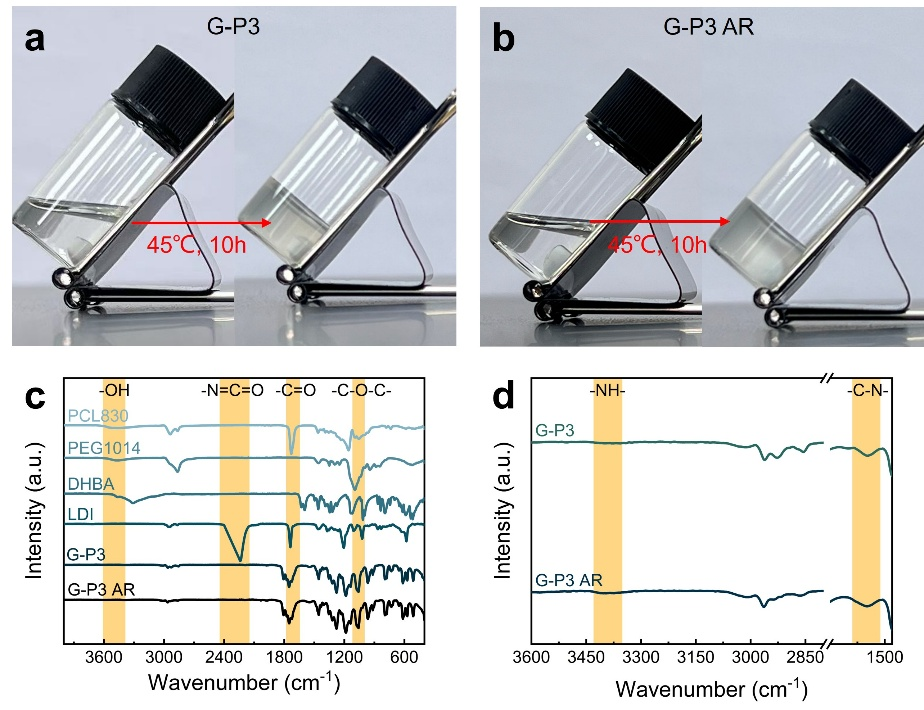 a
G-P3
45℃, 10h
b
G-P3 AR
45℃, 10h
c
-OH
-N=C=O
-C=O
-C-O-C-
PCL830
PEG1014
DHBA
LDI
G-P3
G-P3 AR
Intensity (a.u.)
3600 3000 2400 1800 1200 600
Wavenumber (cm⁻¹)
d
-NH-
-C-N-
G-P3
G-P3 AR
Intensity (a.u.)
3600 3450 3300 3150 3000 2850 1500
Wavenumber (cm⁻¹)